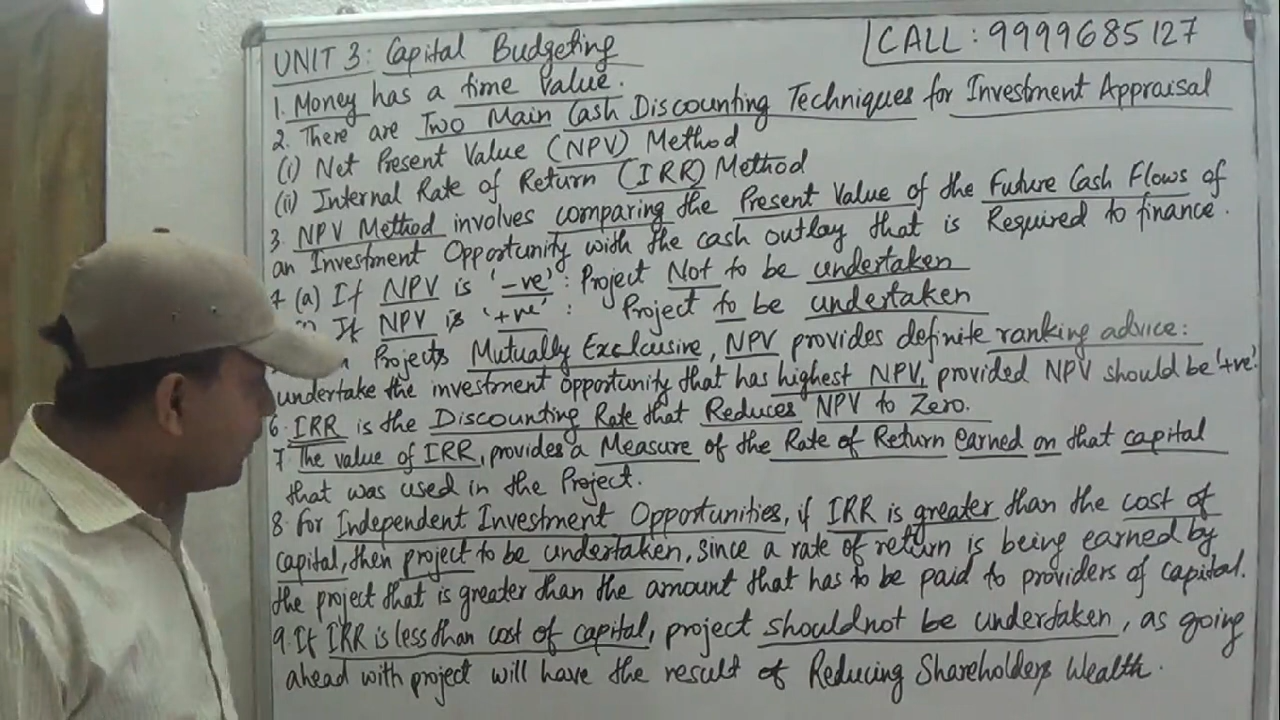 UNIT 3: Capital Budgeting
CALL: 9999685127
1. Money has a time value.
2. There are Two Main Cash Discounting Techniques for Investment Appraisal
(i) Net Present Value (NPV) Method
(ii) Internal Rate of Return (IRR) Method
3. NPV Method involves comparing the Present Value of the Future Cash Flows of
an Investment Opportunity with the cash outlay that is Required to finance.
4 (a) If NPV is '-ve': Project Not to be undertaken
If NPV is '+ve': Project to be undertaken
Projects Mutually Exclusive, NPV provides definite ranking advice:
undertake the investment opportunity that has highest NPV, provided NPV should be '+ve'.
6. IRR is the Discounting Rate that Reduces NPV to Zero.
7. The value of IRR, provides a Measure of the Rate of Return earned on that capital
that was used in the Project.
8. For Independent Investment Opportunities, if IRR is greater than the cost of
capital, then project to be undertaken, since a rate of return is being earned by
the project that is greater than the amount that has to be paid to providers of capital.
9. If IRR is less than cost of capital, project should not be undertaken, as going
ahead with project will have the result of Reducing Shareholders Wealth.